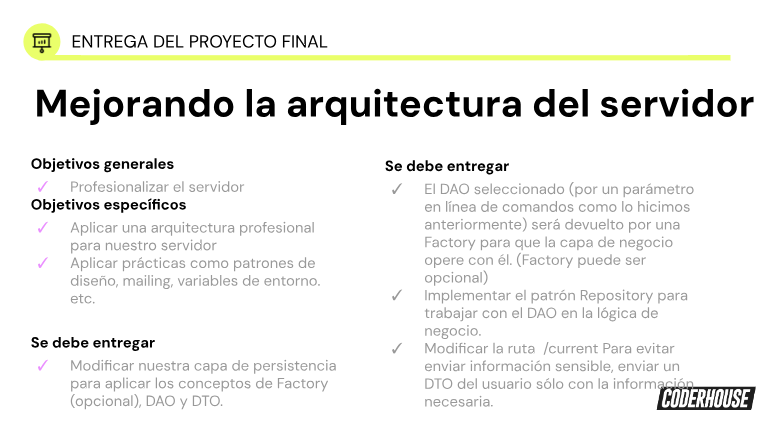 ENTREGA DEL PROYECTO FINAL
Mejorando la arquitectura del servidor
Objetivos generales
✓ Profesionalizar el servidor
Objetivos específicos
✓ Aplicar una arquitectura profesional
para nuestro servidor
✓ Aplicar prácticas como patrones de
diseño, mailing, variables de entorno.
etc.
Se debe entregar
✓ Modificar nuestra capa de persistencia
para aplicar los conceptos de Factory
(opcional), DAO y DTO.
Se debe entregar
✓ El DAO seleccionado (por un parámetro
en línea de comandos como lo hicimos
anteriormente) será devuelto por una
Factory para que la capa de negocio
opere con él. (Factory puede ser
opcional)
✓ Implementar el patrón Repository para
trabajar con el DAO en la lógica de
negocio.
✓ Modificar la ruta  /current Para evitar
enviar información sensible, enviar un
DTO del usuario sólo con la información
necesaria.
CODERHOUSE